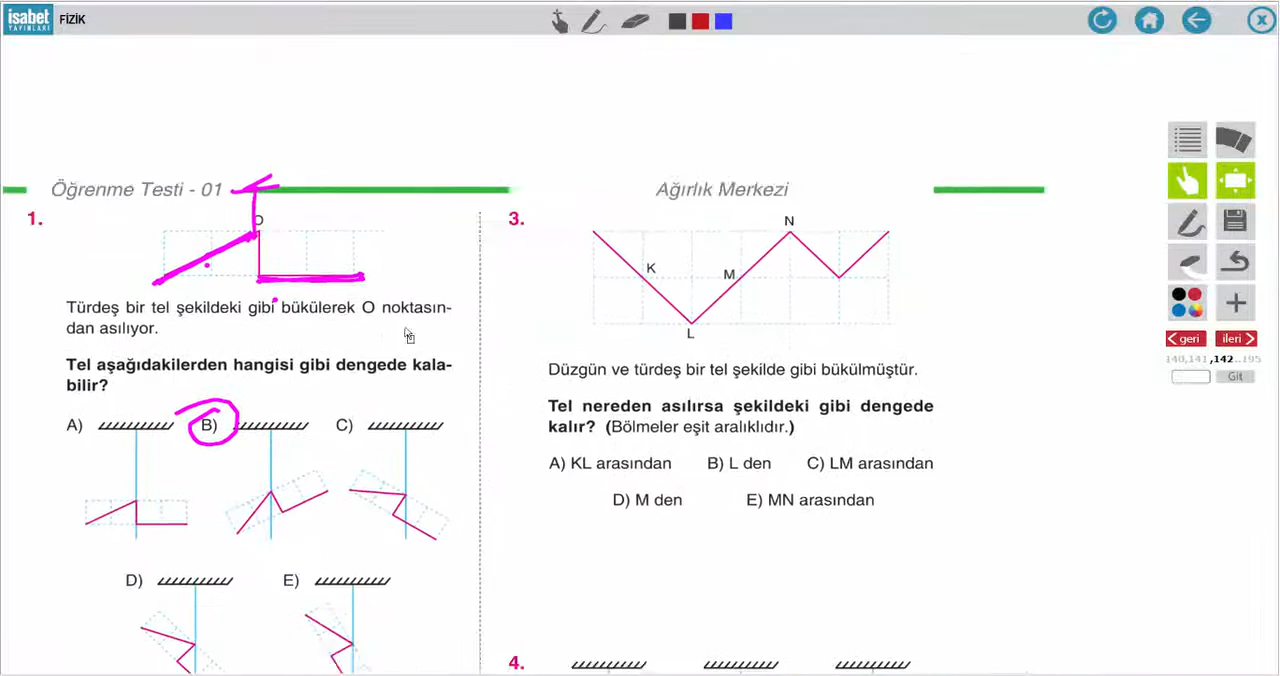 isabet
YAYINLARI
FİZİK
Öğrenme Testi - 01
1.
O
Türdeş bir tel şekildeki gibi bükülerek O noktasın-
dan asılıyor.
Tel aşağıdakilerden hangisi gibi dengede kala-
bilir?
A)
B)
C)
D)
E)
Ağırlık Merkezi
3.
N
K
M
L
Düzgün ve türdeş bir tel şekilde gibi bükülmüştür.
Tel nereden asılırsa şekildeki gibi dengede
kalır? (Bölmeler eşit aralıklıdır.)
A) KL arasından B) L den C) LM arasından
D) M den E) MN arasından
4.
geri ileri
140,141,142..195
Git